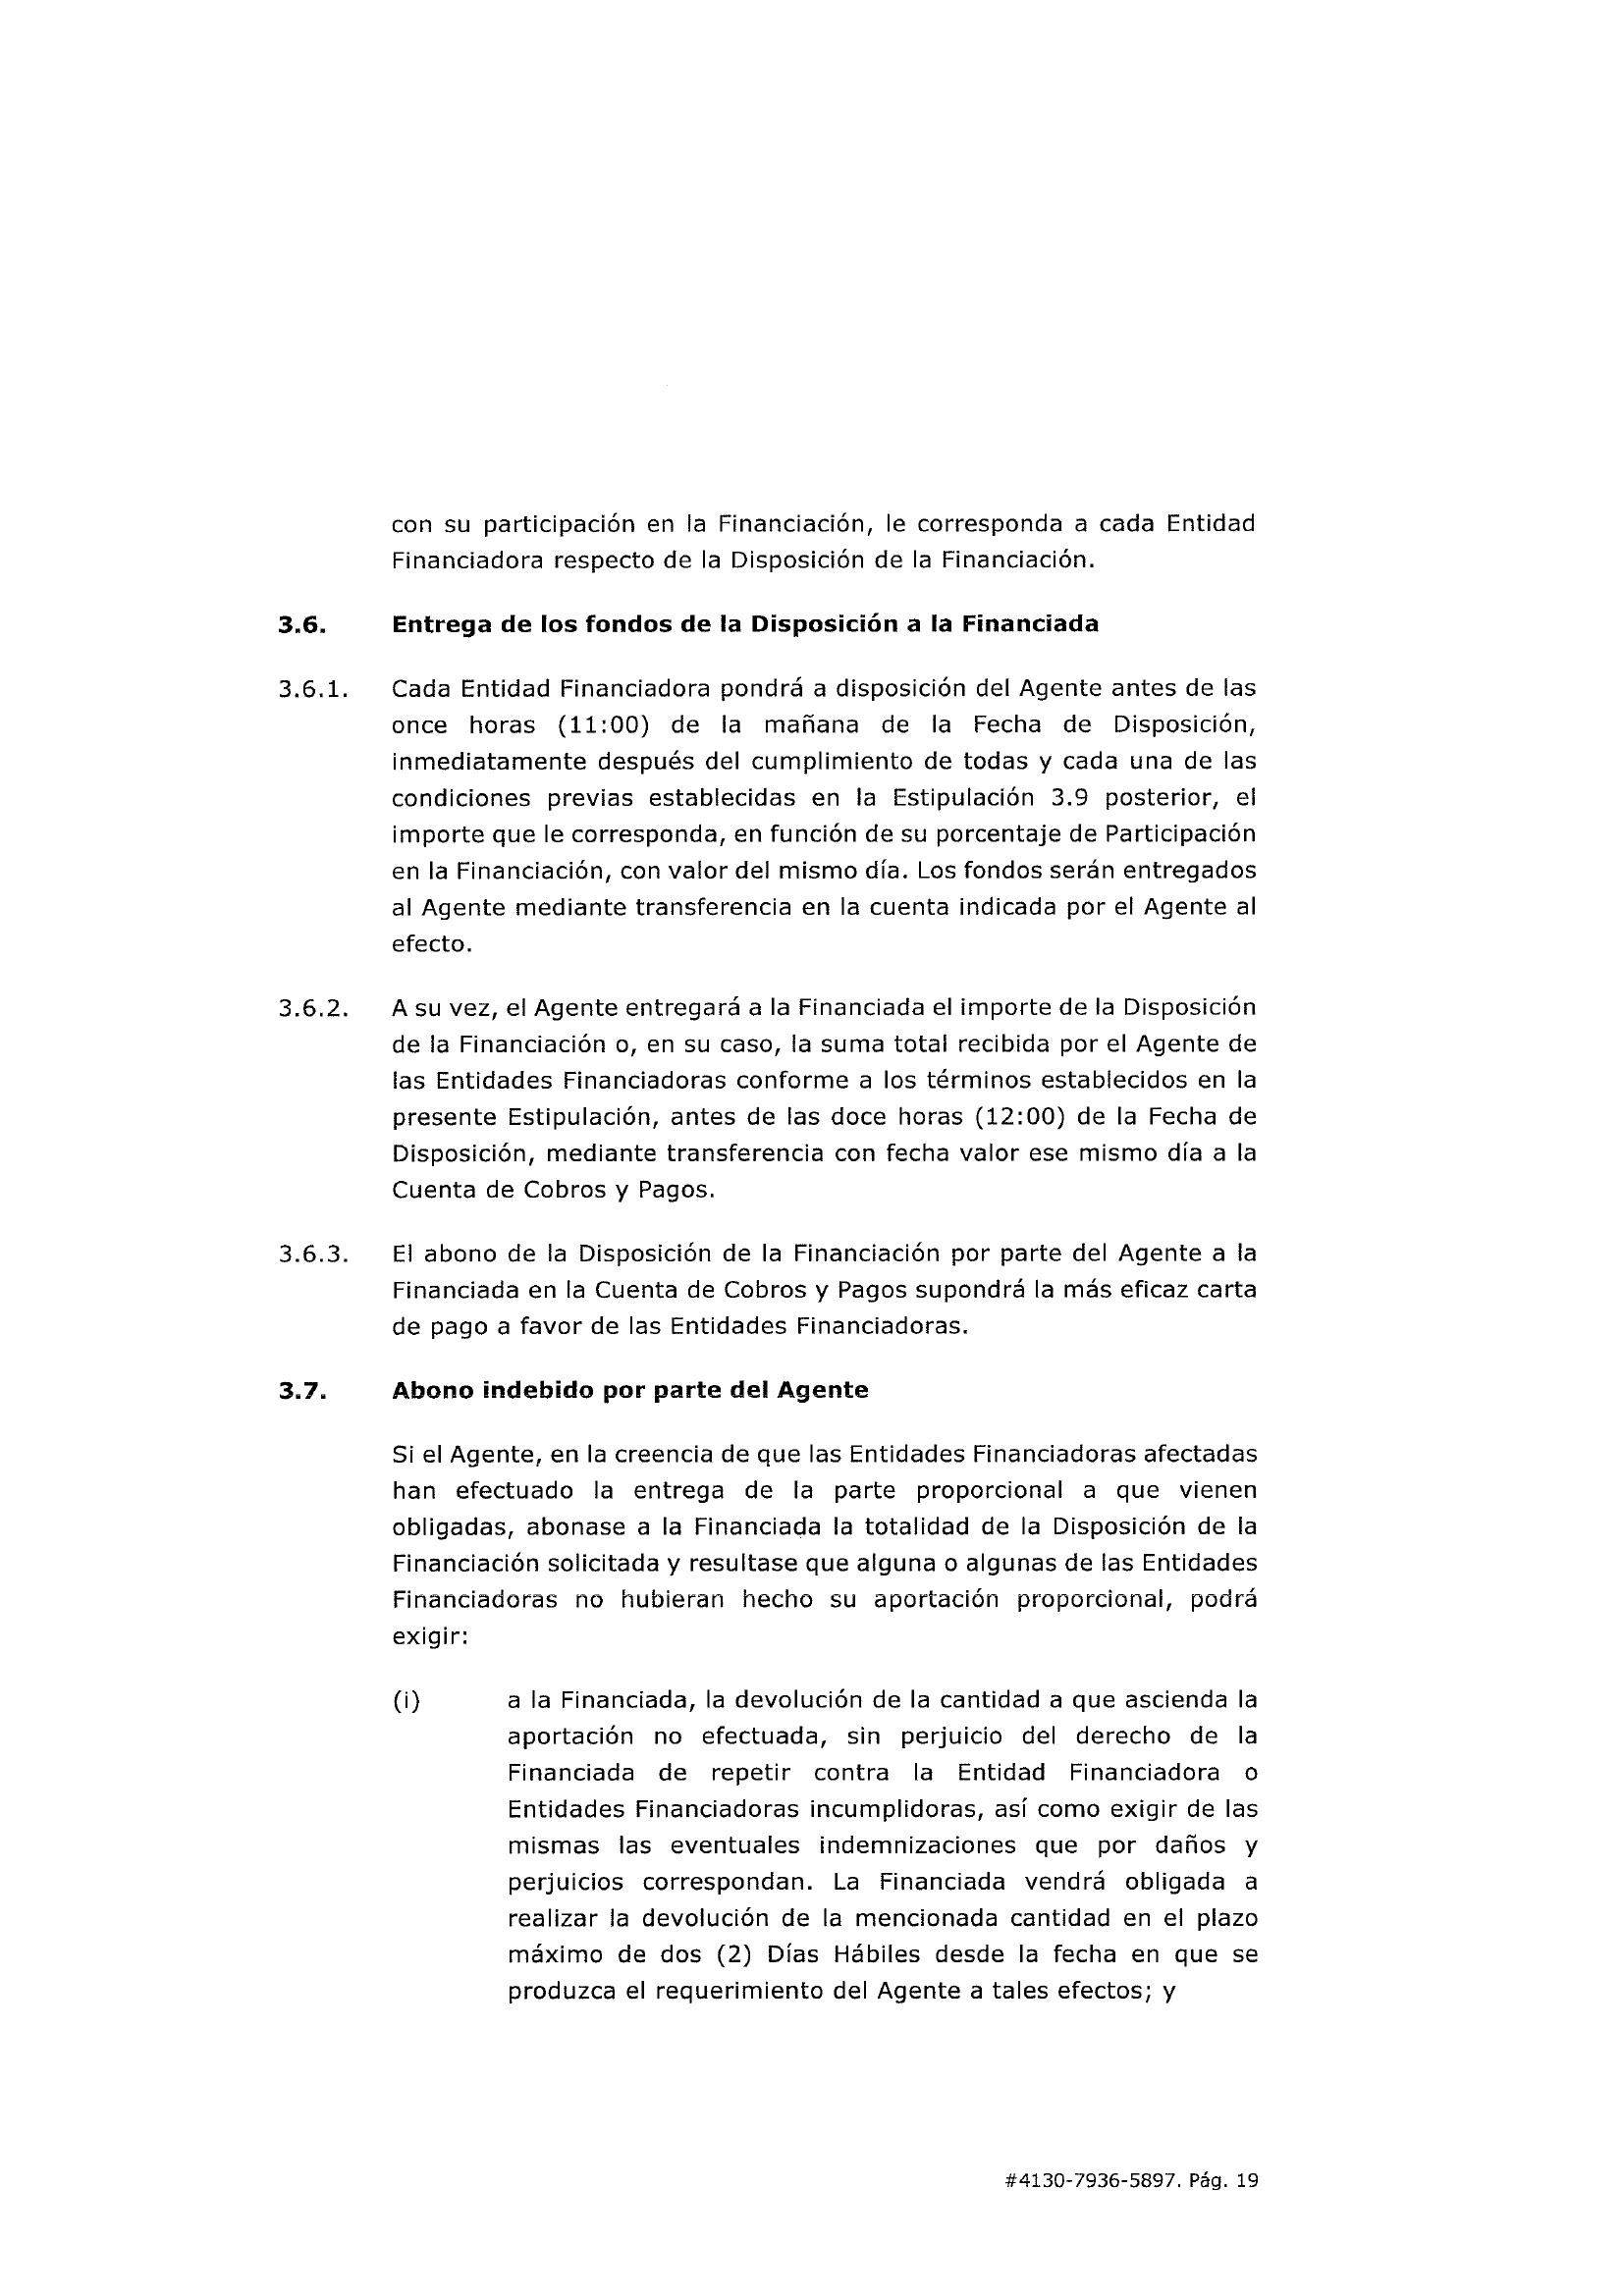 con su participación en la Financiación, le corresponda a cada Entidad
Financiadora respecto de la Disposición de la Financiación.
3.6. Entrega de los fondos de la Disposición a la Financiada
3.6.1. Cada Entidad Financiadora pondrá a disposición del Agente antes de las
once horas (11:00) de la mañana de la Fecha de Disposición,
inmediatamente después del cumplimiento de todas y cada una de las
condiciones previas establecidas en la Estipulación 3.9 posterior, el
importe que le corresponda, en función de su porcentaje de Participación
en la Financiación, con valor del mismo día. Los fondos serán entregados
al Agente mediante transferencia en la cuenta indicada por el Agente al
efecto.
3.6.2. A su vez, el Agente entregará a la Financiada el importe de la Disposición
de la Financiación o, en su caso, la suma total recibida por el Agente de
las Entidades Financiadoras conforme a los términos establecidos en la
presente Estipulación, antes de las doce horas (12:00) de la Fecha de
Disposición, mediante transferencia con fecha valor ese mismo día a la
Cuenta de Cobros y Pagos.
3.6.3. El abono de la Disposición de la Financiación por parte del Agente a la
Financiada en la Cuenta de Cobros y Pagos supondrá la más eficaz carta
de pago a favor de las Entidades Financiadoras.
3.7. Abono indebido por parte del Agente
Si el Agente, en la creencia de que las Entidades Financiadoras afectadas
han efectuado la entrega de la parte proporcional a que vienen
obligadas, abonase a la Financiada la totalidad de la Disposición de la
Financiación solicitada y resultase que alguna o algunas de las Entidades
Financiadoras no hubieran hecho su aportación proporcional, podrá
exigir:
(i) a la Financiada, la devolución de la cantidad a que ascienda la
aportación no efectuada, sin perjuicio del derecho de la
Financiada de repetir contra la Entidad Financiadora o
Entidades Financiadoras incumplidoras, así como exigir de las
mismas las eventuales indemnizaciones que por daños y
perjuicios correspondan. La Financiada vendrá obligada a
realizar la devolución de la mencionada cantidad en el plazo
máximo de dos (2) Días Hábiles desde la fecha en que se
produzca el requerimiento del Agente a tales efectos; y
#4130-7936-5897. Pág. 19